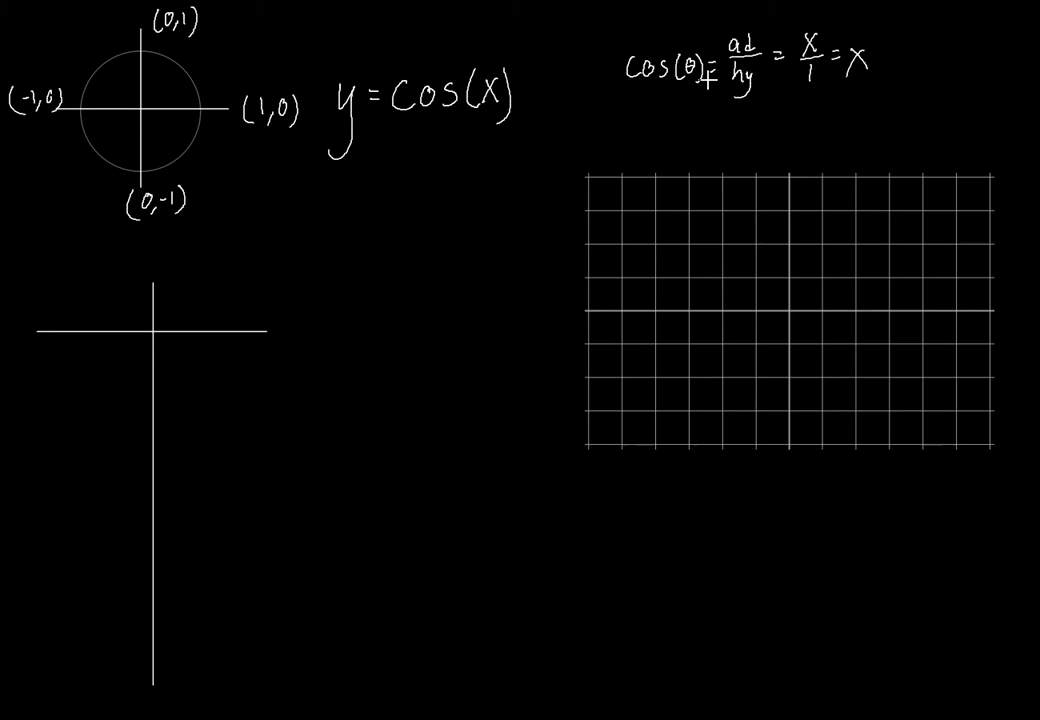 (0,1)
(-1,0)
(1,0)
(0,-1)
y = cos(x)
cos(θ) = ad/hy = x/1 = x